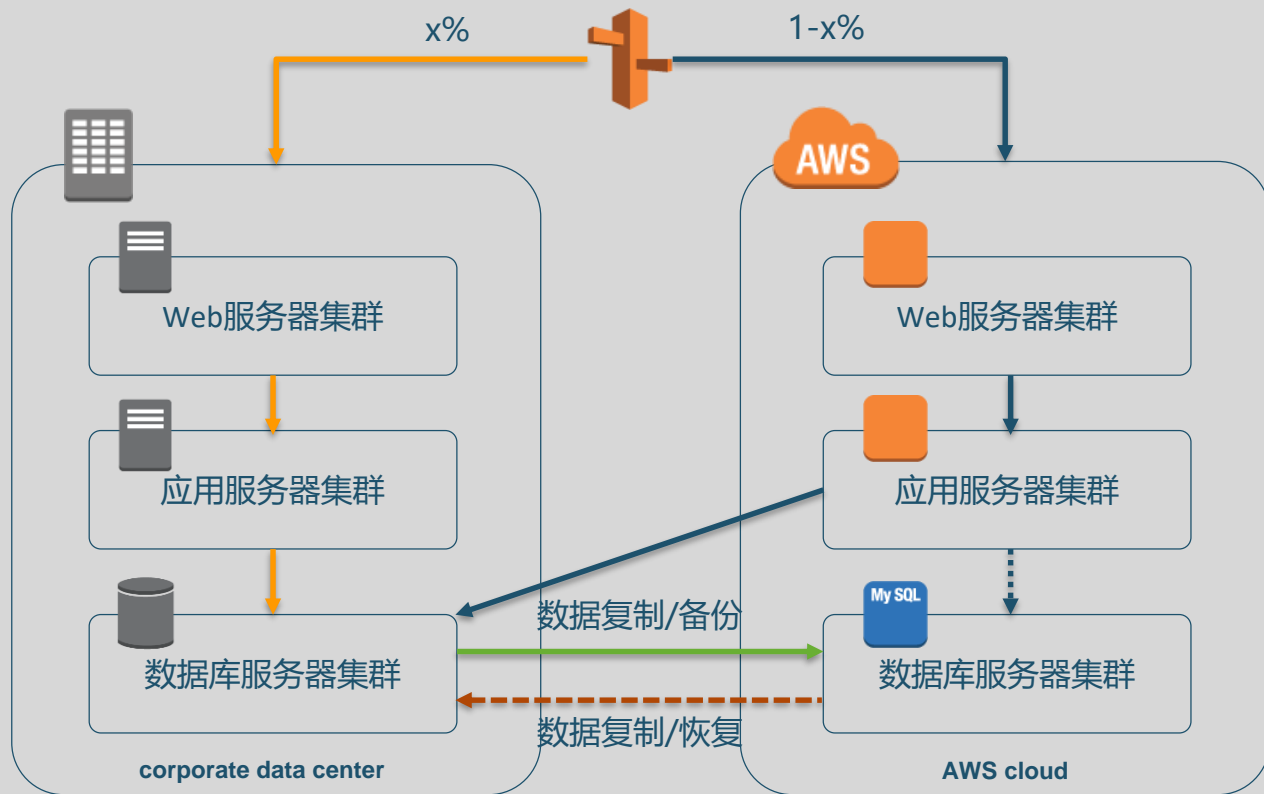 x%
1-x%
AWS
Web服务器集群
Web服务器集群
应用服务器集群
应用服务器集群
数据复制/备份
My SQL
数据库服务器集群
数据库服务器集群
数据复制/恢复
corporate data center
AWS cloud